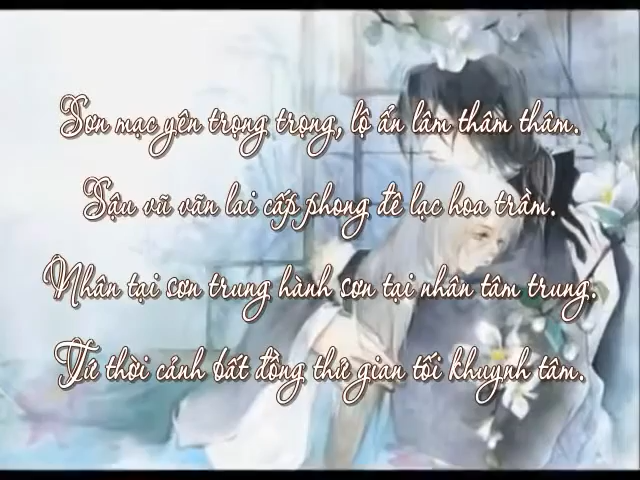 Sơn mạc yên trọng trọng, lộ ẩn lâm thâm thâm.
Sậu vũ vãn lai cấp phong đê lạc hoa trầm.
Nhân tại sơn trung hành sơn tại nhân tâm trung.
Tứ thời cảnh bất đồng thử gian tối khuynh tâm.